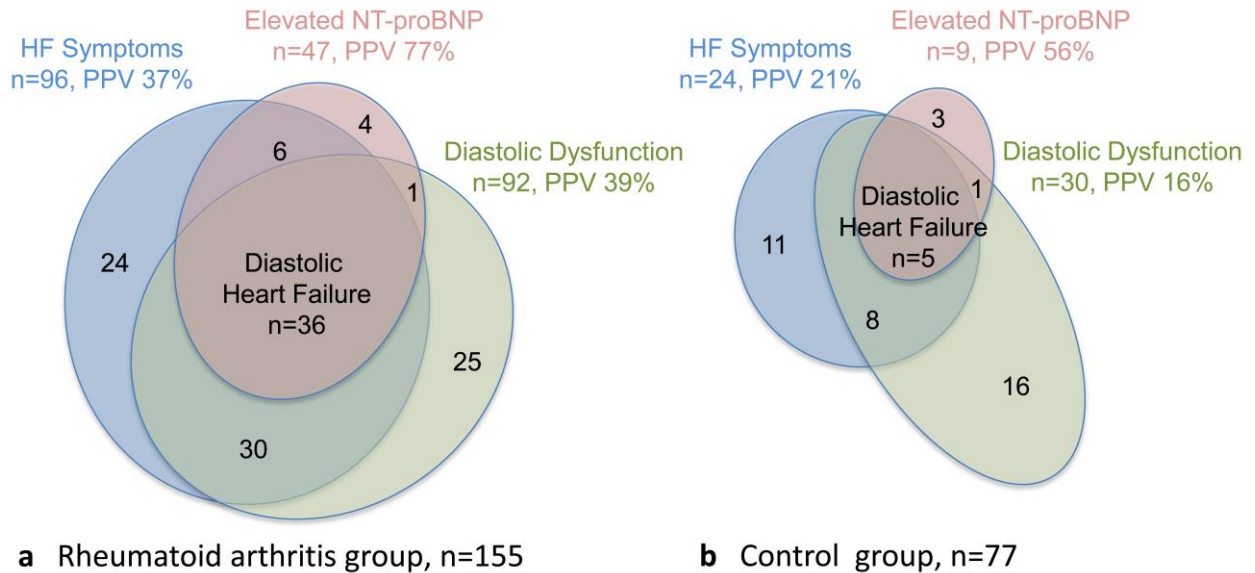 Elevated NT-proBNP
n=47, PPV 77%
HF Symptoms
n=96, PPV 37%
4
6
Diastolic Dysfunction
n=92, PPV 39%
1
24
Diastolic
Heart Failure
n=36
25
30
a Rheumatoid arthritis group, n=155
Elevated NT-proBNP
n=9, PPV 56%
HF Symptoms
n=24, PPV 21%
3
Diastolic Dysfunction
n=30, PPV 16%
1
Diastolic
Heart Failure
n=5
11
8
16
b Control group, n=77